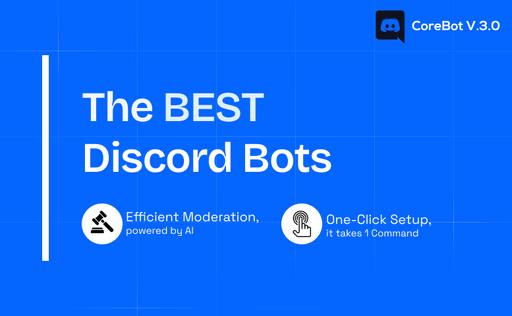 CoreBot V.3.0
The BEST
Discord Bots
Efficient Moderation,
powered by AI
One-Click Setup,
it takes 1 Command